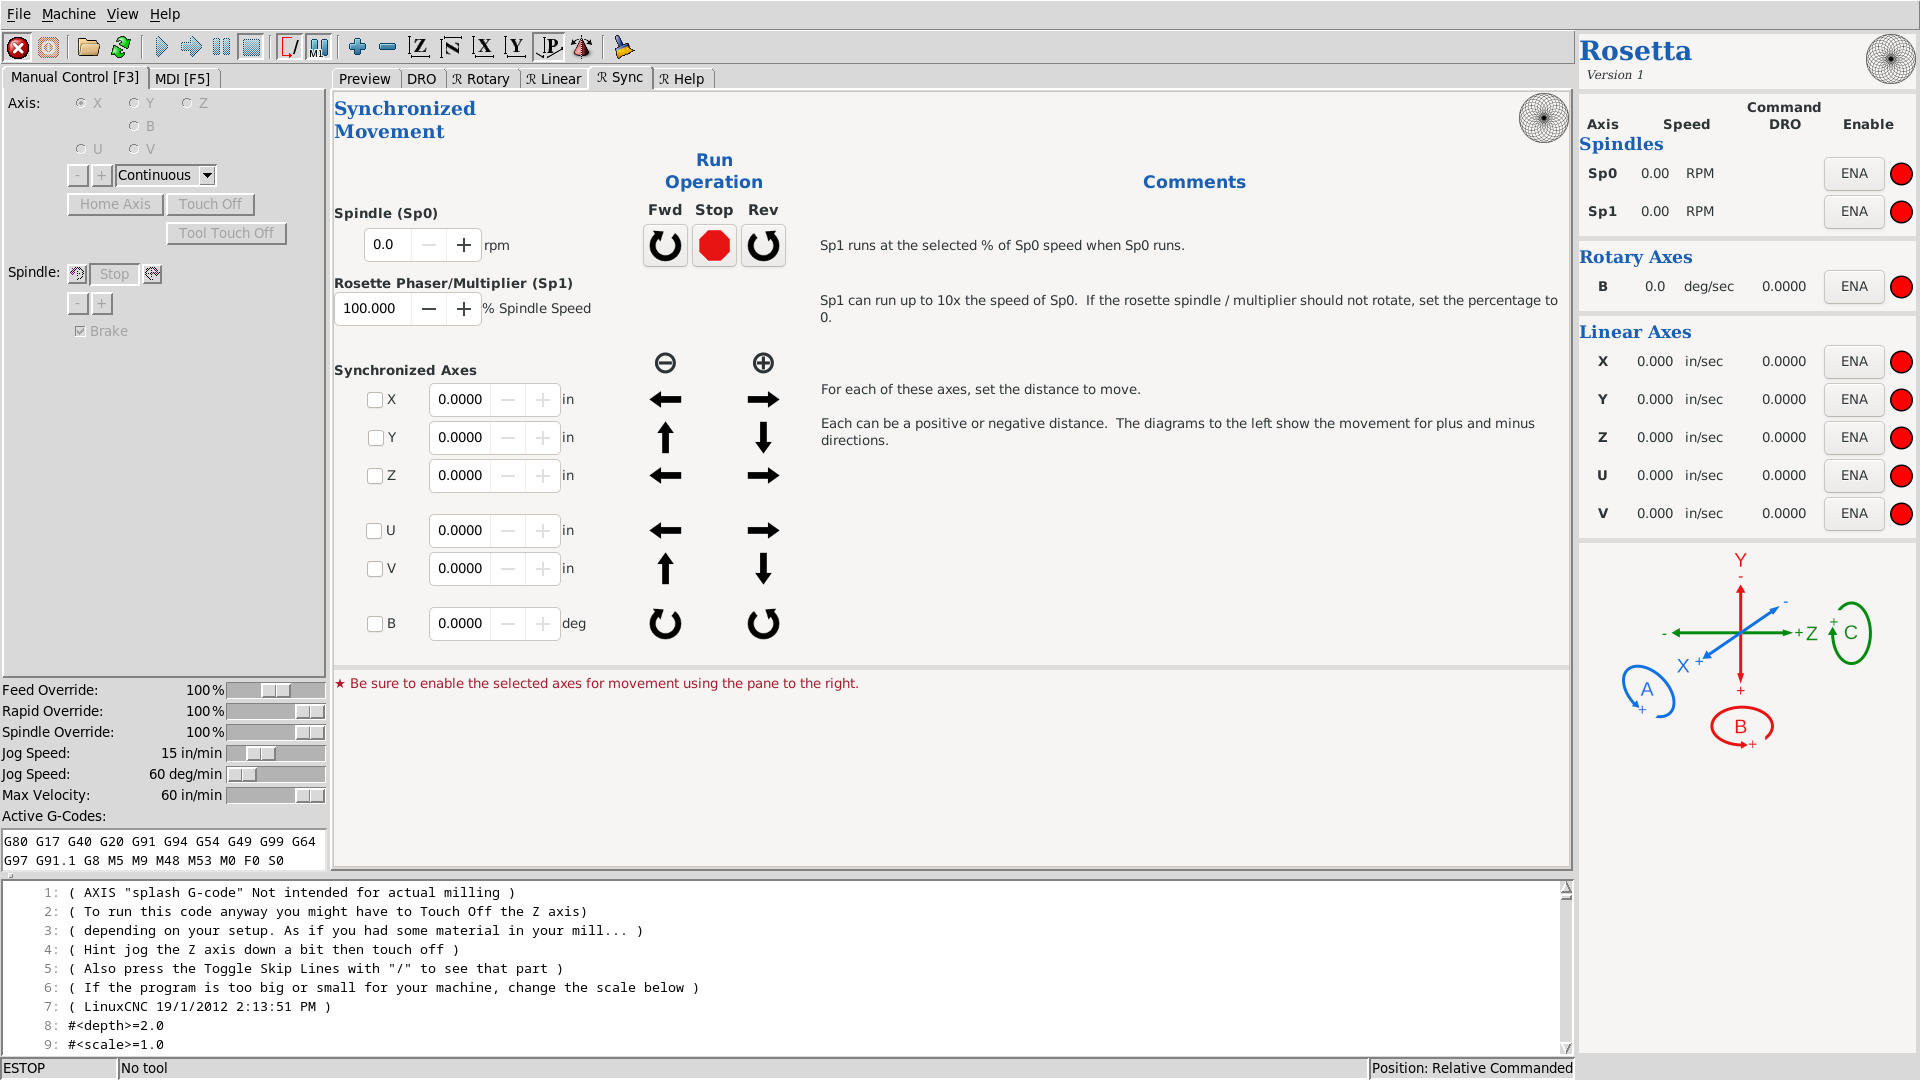 File Machine View Help
Manual Control [F3] MDI [F5]
Axis: X Y Z
B
U V
- + Continuous
Home Axis Touch Off
Tool Touch Off
Spindle: Stop
- +
Brake
Feed Override: 100 %
Rapid Override: 100 %
Spindle Override: 100 %
Jog Speed: 15 in/min
Jog Speed: 60 deg/min
Max Velocity: 60 in/min
Active G-Codes:
G80 G17 G40 G20 G91 G94 G54 G49 G99 G64
G97 G91.1 G8 M5 M9 M48 M53 M0 F0 S0
Preview DRO ℛ Rotary ℛ Linear ℛ Sync ℛ Help
Synchronized
Movement
Run
Operation
Comments
Fwd Stop Rev
Spindle (Sp0)
0.0 − + rpm
Sp1 runs at the selected % of Sp0 speed when Sp0 runs.
Rosette Phaser/Multiplier (Sp1)
100.000 − + % Spindle Speed
Sp1 can run up to 10x the speed of Sp0. If the rosette spindle / multiplier should not rotate, set the percentage to
0.
Synchronized Axes
X 0.0000 − + in
Y 0.0000 − + in
Z 0.0000 − + in
U 0.0000 − + in
V 0.0000 − + in
B 0.0000 − + deg
For each of these axes, set the distance to move.
Each can be a positive or negative distance. The diagrams to the left show the movement for plus and minus
directions.
★ Be sure to enable the selected axes for movement using the pane to the right.
Rosetta
Version 1
Command
Axis Speed DRO Enable
Spindles
Sp0 0.00 RPM ENA
Sp1 0.00 RPM ENA
Rotary Axes
B 0.0 deg/sec 0.0000
Linear Axes
X 0.000 in/sec 0.0000 ENA
Y 0.000 in/sec 0.0000 ENA
Z 0.000 in/sec 0.0000 ENA
U 0.000 in/sec 0.0000 ENA
V 0.000 in/sec 0.0000 ENA
Y
-
-
- + Z + C
X +
A
+
+
B
+
1: ( AXIS "splash G-code" Not intended for actual milling )
2: ( To run this code anyway you might have to Touch Off the Z axis)
3: ( depending on your setup. As if you had some material in your mill... )
4: ( Hint jog the Z axis down a bit then touch off )
5: ( Also press the Toggle Skip Lines with "/" to see that part )
6: ( If the program is too big or small for your machine, change the scale below )
7: ( LinuxCNC 19/1/2012 2:13:51 PM )
8: #<depth>=2.0
9: #<scale>=1.0
ESTOP No tool Position: Relative Commanded